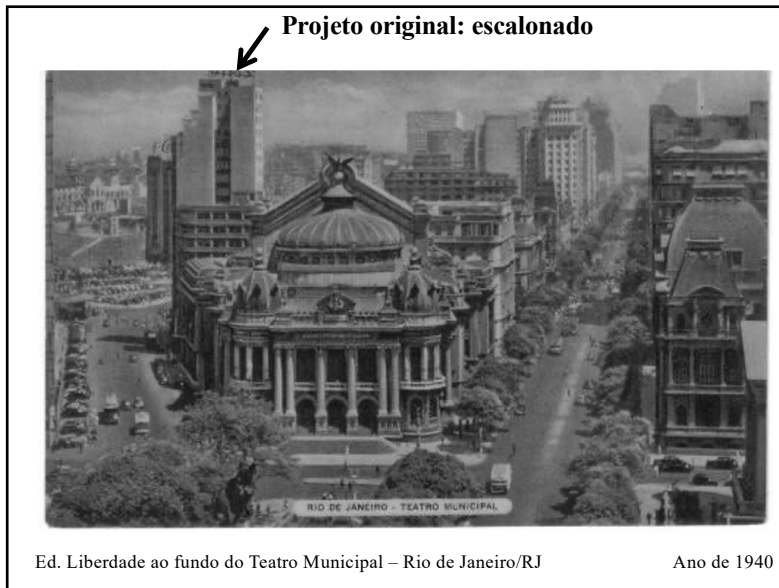 Projeto original: escalonado
RIO DE JANEIRO - TEATRO MUNICIPAL
Ed. Liberdade ao fundo do Teatro Municipal – Rio de Janeiro/RJ
Ano de 1940